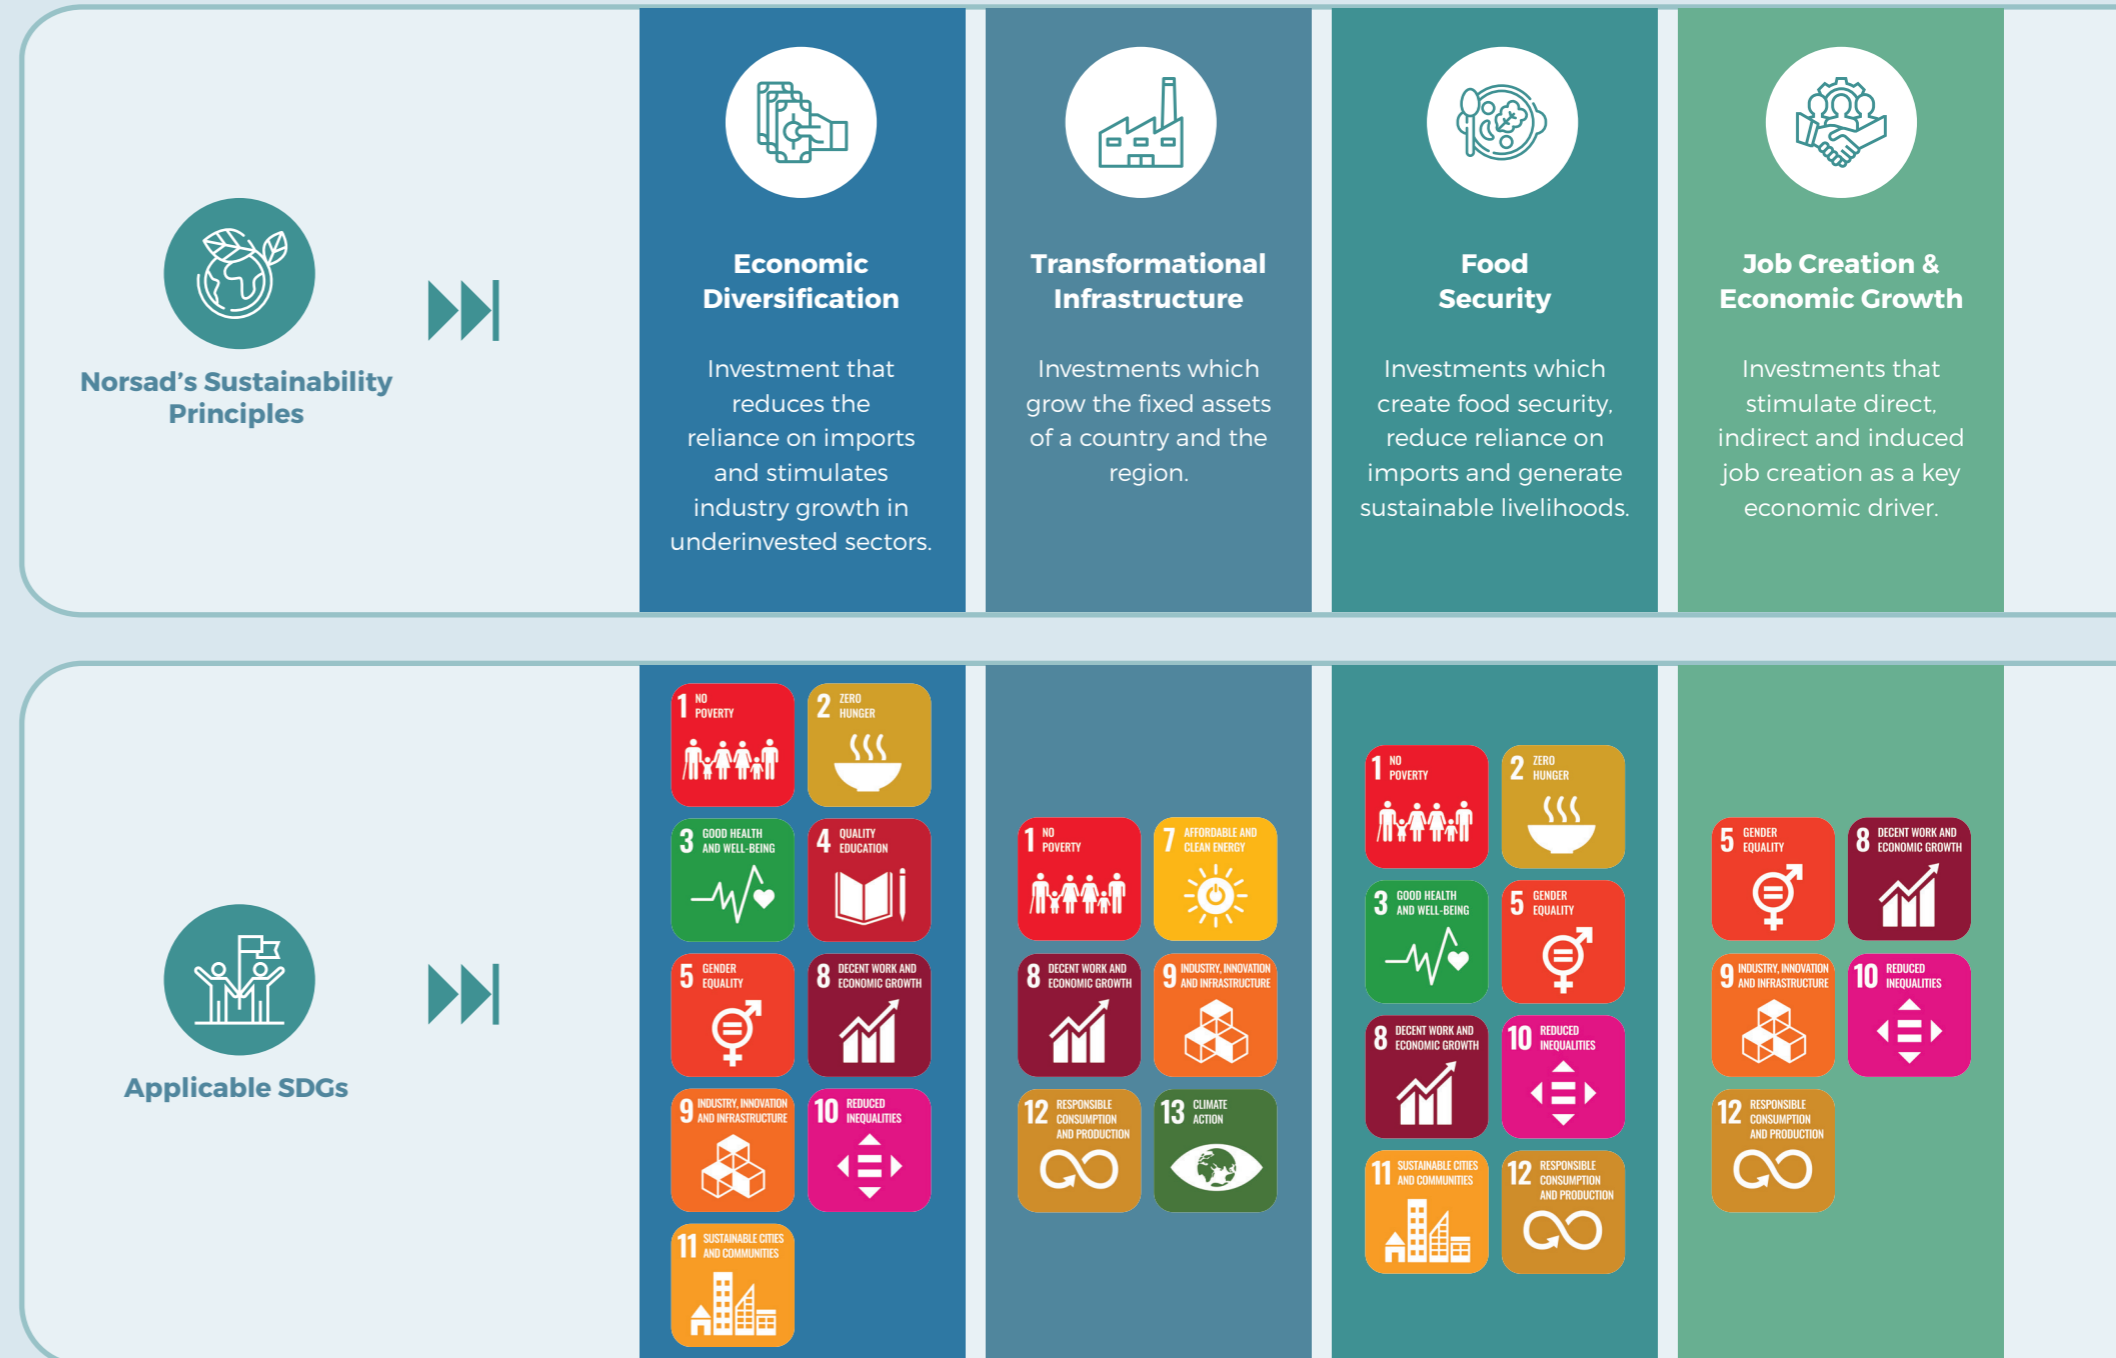 Norsad's Sustainability
Principles
Economic
Diversification
Investment that
reduces the
reliance on imports
and stimulates
industry growth in
underinvested sectors.
Transformational
Infrastructure
Investments which
grow the fixed assets
of a country and the
region.
Food
Security
Investments which
create food security,
reduce reliance on
imports and generate
sustainable livelihoods.
Job Creation &
Economic Growth
Investments that
stimulate direct,
indirect and induced
job creation as a key
economic driver.
Applicable SDGs
1 NO
POVERTY
2 ZERO
HUNGER
3 GOOD HEALTH
AND WELL-BEING
4 QUALITY
EDUCATION
5 GENDER
EQUALITY
8 DECENT WORK AND
ECONOMIC GROWTH
9 INDUSTRY, INNOVATION
AND INFRASTRUCTURE
10 REDUCED
INEQUALITIES
11 SUSTAINABLE CITIES
AND COMMUNITIES
1 NO
POVERTY
7 AFFORDABLE AND
CLEAN ENERGY
8 DECENT WORK AND
ECONOMIC GROWTH
9 INDUSTRY, INNOVATION
AND INFRASTRUCTURE
12 RESPONSIBLE
CONSUMPTION
AND PRODUCTION
13 CLIMATE
ACTION
1 NO
POVERTY
2 ZERO
HUNGER
3 GOOD HEALTH
AND WELL-BEING
5 GENDER
EQUALITY
8 DECENT WORK AND
ECONOMIC GROWTH
10 REDUCED
INEQUALITIES
11 SUSTAINABLE CITIES
AND COMMUNITIES
12 RESPONSIBLE
CONSUMPTION
AND PRODUCTION
5 GENDER
EQUALITY
8 DECENT WORK AND
ECONOMIC GROWTH
9 INDUSTRY, INNOVATION
AND INFRASTRUCTURE
10 REDUCED
INEQUALITIES
12 RESPONSIBLE
CONSUMPTION
AND PRODUCTION